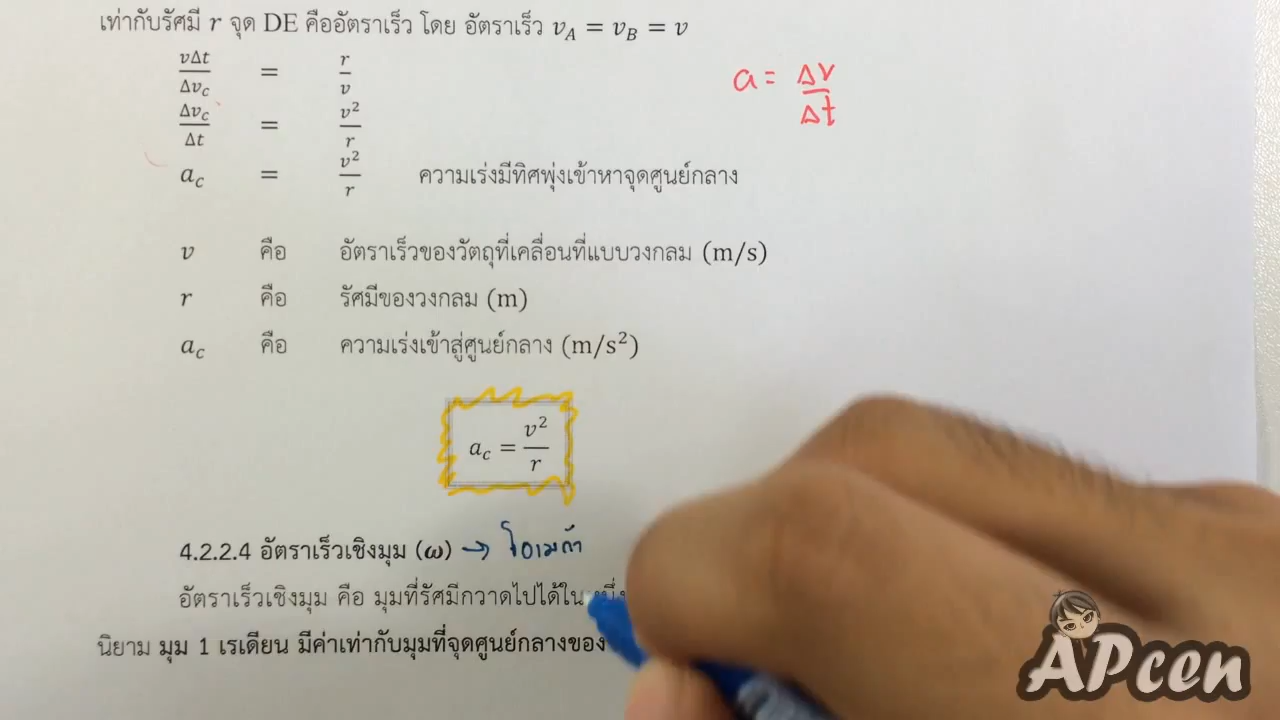 เท่ากับรัศมี r จุด DE คืออัตราเร็ว โดย อัตราเร็ว v_A = v_B = v
vΔt/Δv_c = r/v
a = Δv/Δt
Δv_c/Δt = v²/r
a_c = v²/r ความเร่งมีทิศพุ่งเข้าหาจุดศูนย์กลาง
v คือ อัตราเร็วของวัตถุที่เคลื่อนที่แบบวงกลม (m/s)
r คือ รัศมีของวงกลม (m)
a_c คือ ความเร่งเข้าสู่ศูนย์กลาง (m/s²)
a_c = v²/r
4.2.2.4 อัตราเร็วเชิงมุม (ω) → โอเมก้า
อัตราเร็วเชิงมุม คือ มุมที่รัศมีกวาดไปได้ใน
นิยาม มุม 1 เรเดียน มีค่าเท่ากับมุมที่จุดศูนย์กลางของ
APcen